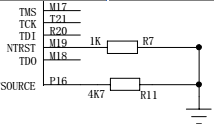 TMS M17
TCK T21
TDI R20
NTRST M19 1K R7
TDO M18
SOURCE P16
4K7 R11